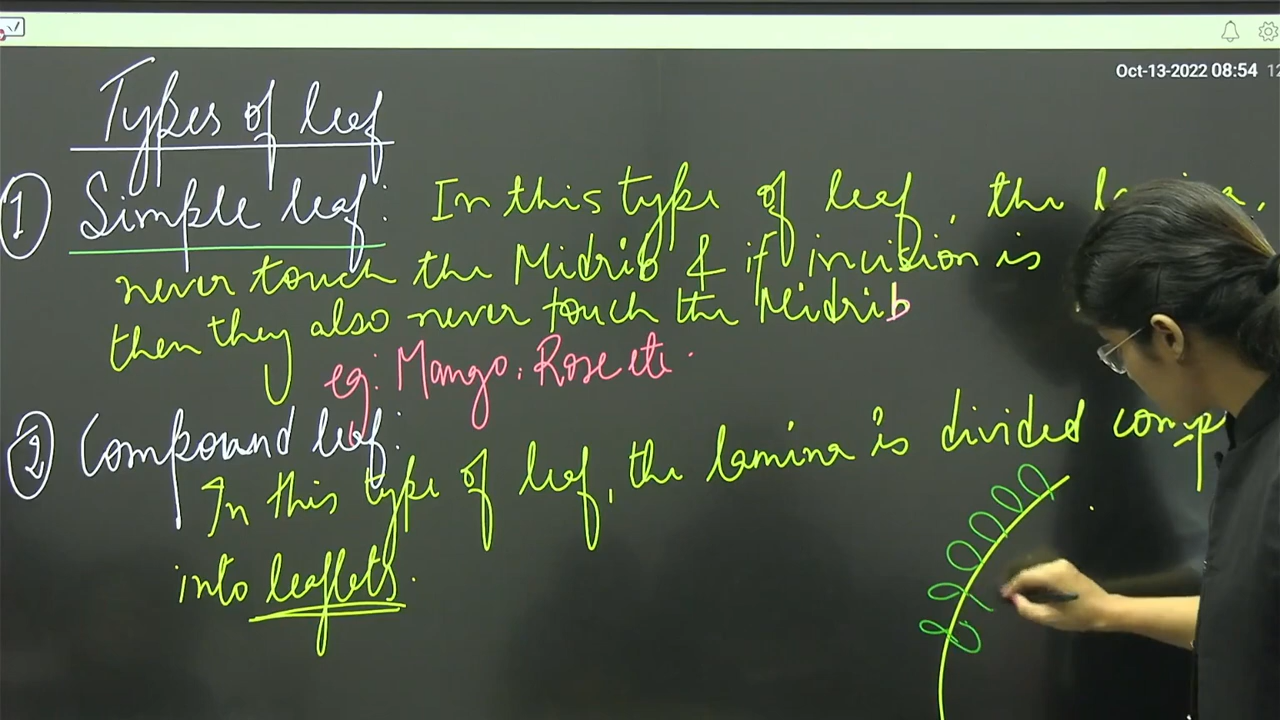 Oct-13-2022 08:54 12
Types of leaf
① Simple leaf: In this type of leaf, the
never touch the Midrib & if incision is
then they also never touch the Midrib
eg: Mango, Rose etc.
② Compound leaf:
In this type of leaf, the lamina is divided comp
into leaflets.